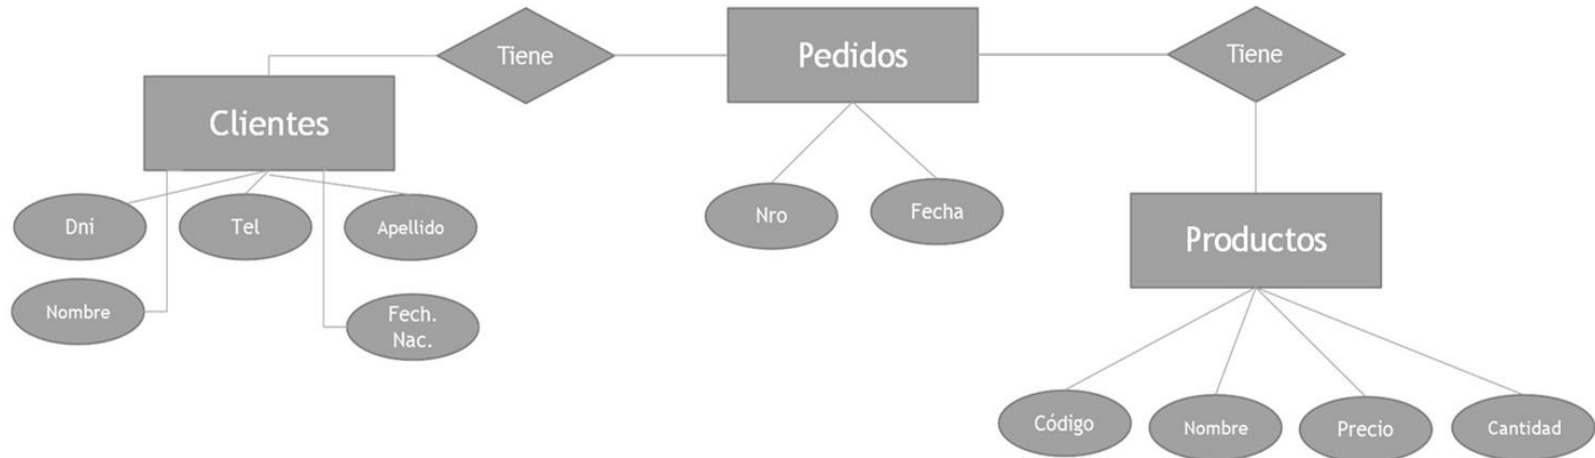 Tiene
Pedidos
Tiene
Clientes
Dni
Tel
Apellido
Nro
Fecha
Productos
Nombre
Fech.
Nac.
Código
Nombre
Precio
Cantidad